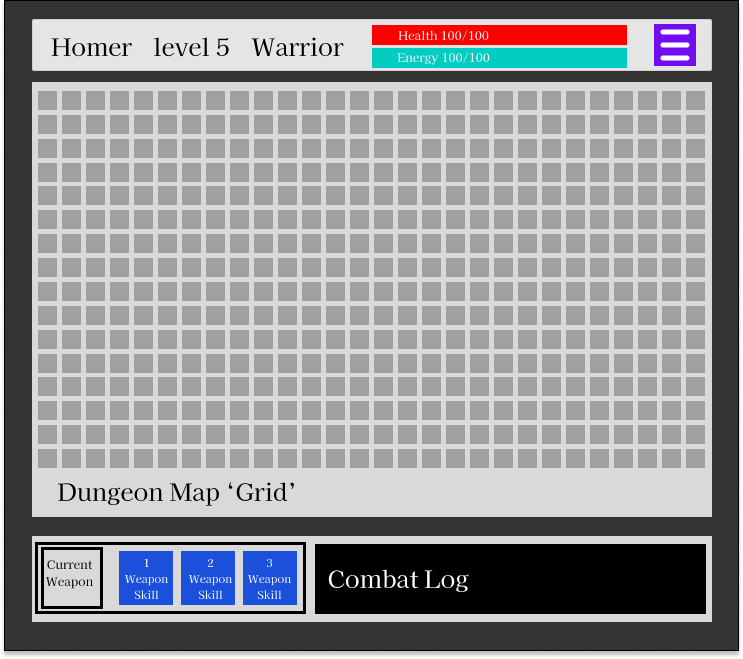 Homer level 5 Warrior
Health 100/100
Energy 100/100
Dungeon Map ‘Grid’
Current
Weapon
1
Weapon
Skill
2
Weapon
Skill
3
Weapon
Skill
Combat Log